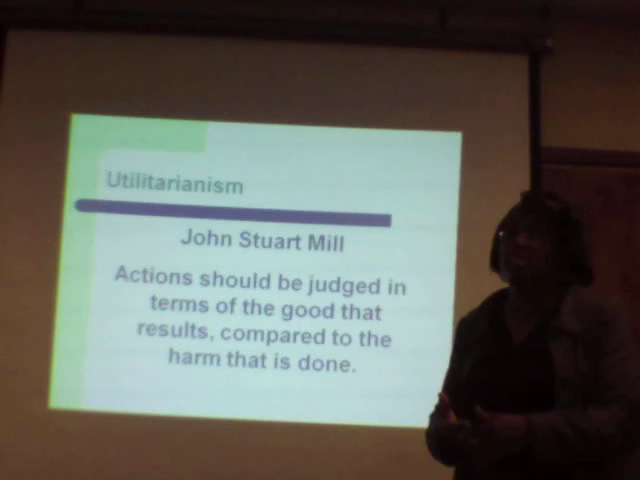 Utilitarianism
John Stuart Mill
Actions should be judged in
terms of the good that
results, compared to the
harm that is done.